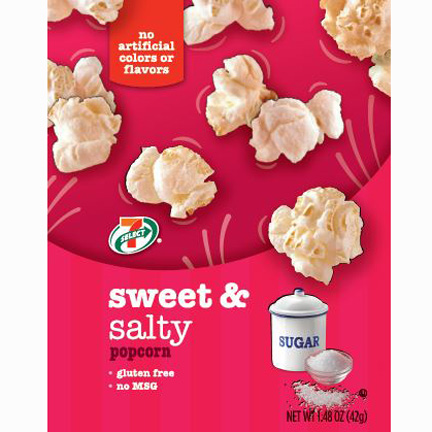 no
artificial
colors or
flavors
7
SELECT
®
sweet &
salty
popcorn
• gluten free
• no MSG
SUGAR
NET WT 1.48 OZ (42g)